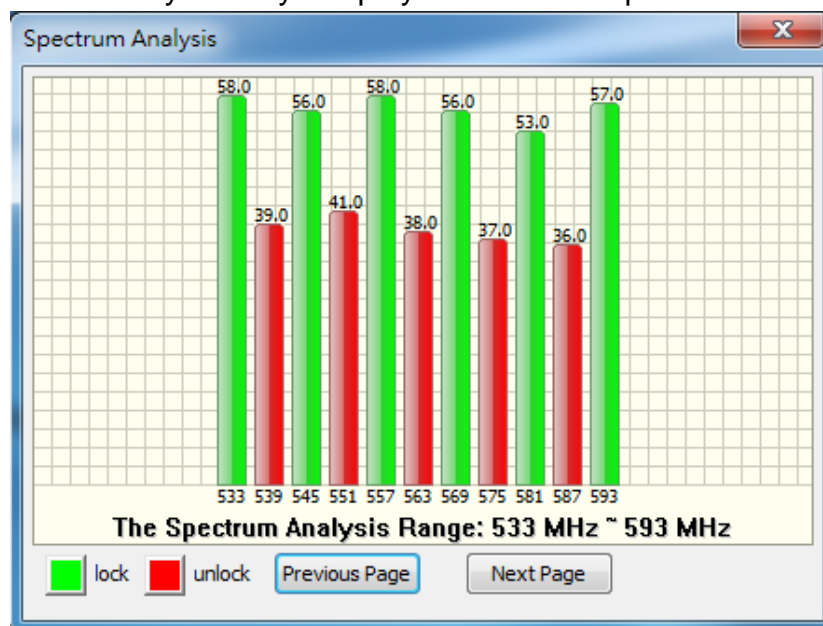 Spectrum Analysis
x
58.0 56.0 58.0 56.0 53.0 57.0
39.0 41.0 38.0 37.0 36.0
533 539 545 551 557 563 569 575 581 587 593
The Spectrum Analysis Range: 533 MHz ~ 593 MHz
lock unlock Previous Page Next Page